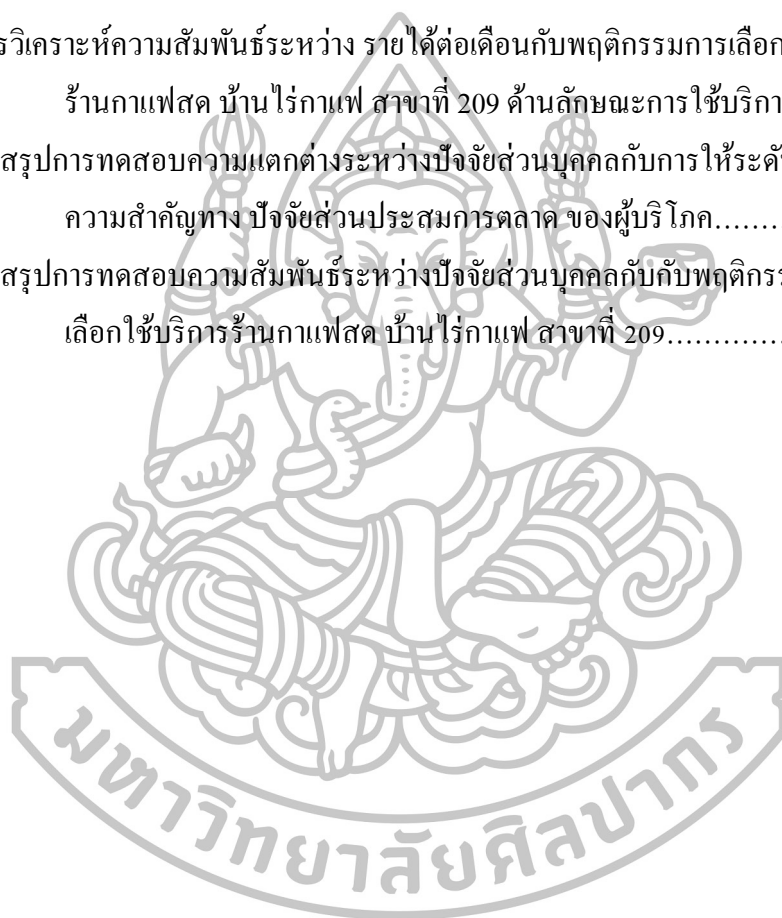 รวิเคราะห์ความสัมพันธ์ระหว่าง รายได้ต่อเดือนกับพฤติกรรมการเลือก
ร้านกาแฟสด บ้านไร่กาแฟ สาขาที่ 209 ด้านลักษณะการใช้บริกา
สรุปการทดสอบความแตกต่างระหว่างปัจจัยส่วนบุคคลกับการให้ระดั
ความสำคัญทาง ปัจจัยส่วนประสมการตลาด ของผู้บริโภค........
สรุปการทดสอบความสัมพันธ์ระหว่างปัจจัยส่วนบุคคลกับกับพฤติกรร
เลือกใช้บริการร้านกาแฟสด บ้านไร่กาแฟ สาขาที่ 209..............
มหาวิทยาลัยศิลปากร